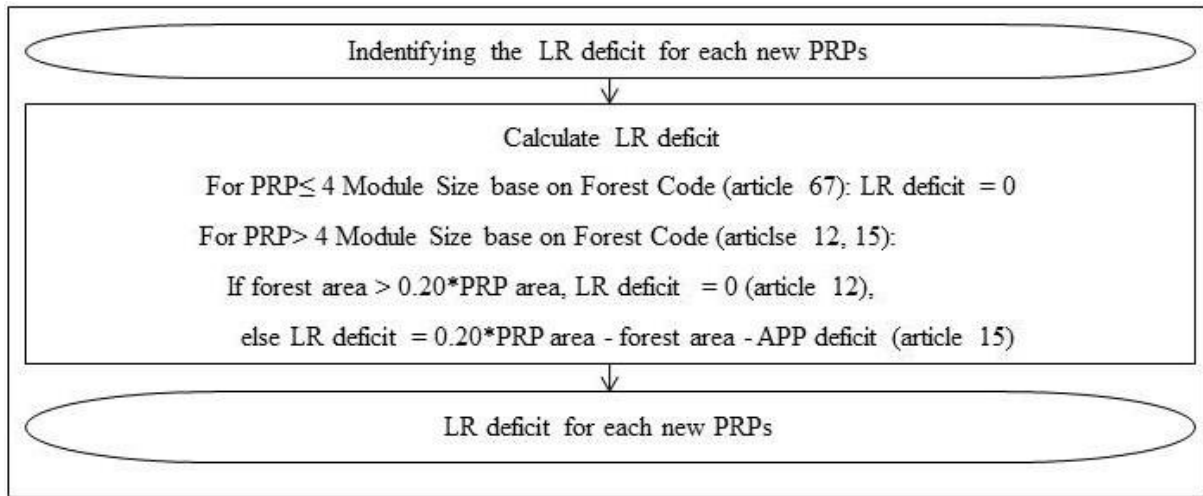 Indentifying the LR deficit for each new PRPs
Calculate LR deficit
For PRP≤ 4 Module Size base on Forest Code (article 67): LR deficit = 0
For PRP> 4 Module Size base on Forest Code (articlse 12, 15):
If forest area > 0.20*PRP area, LR deficit = 0 (article 12),
else LR deficit = 0.20*PRP area - forest area - APP deficit (article 15)
LR deficit for each new PRPs